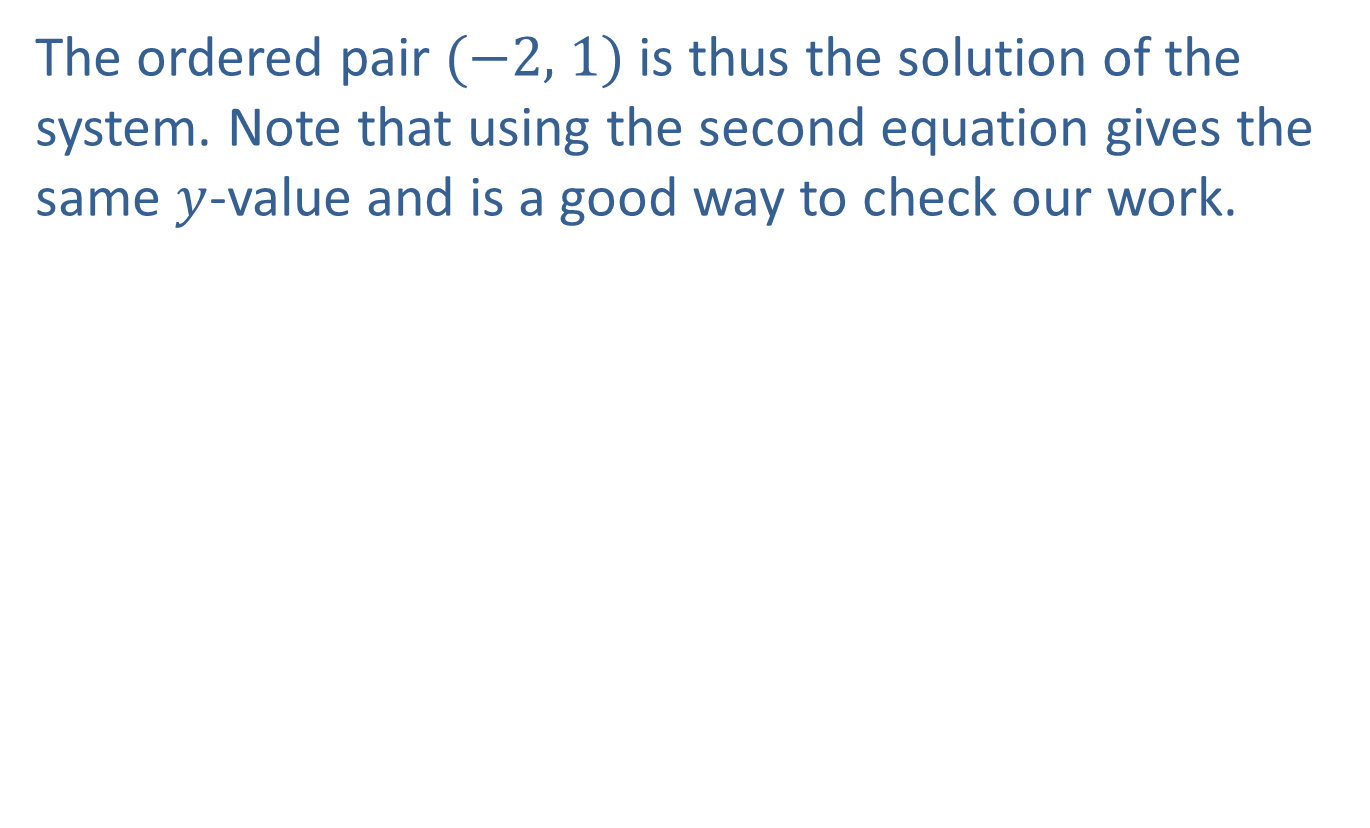 The ordered pair (−2, 1) is thus the solution of the
system. Note that using the second equation gives the
same y-value and is a good way to check our work.